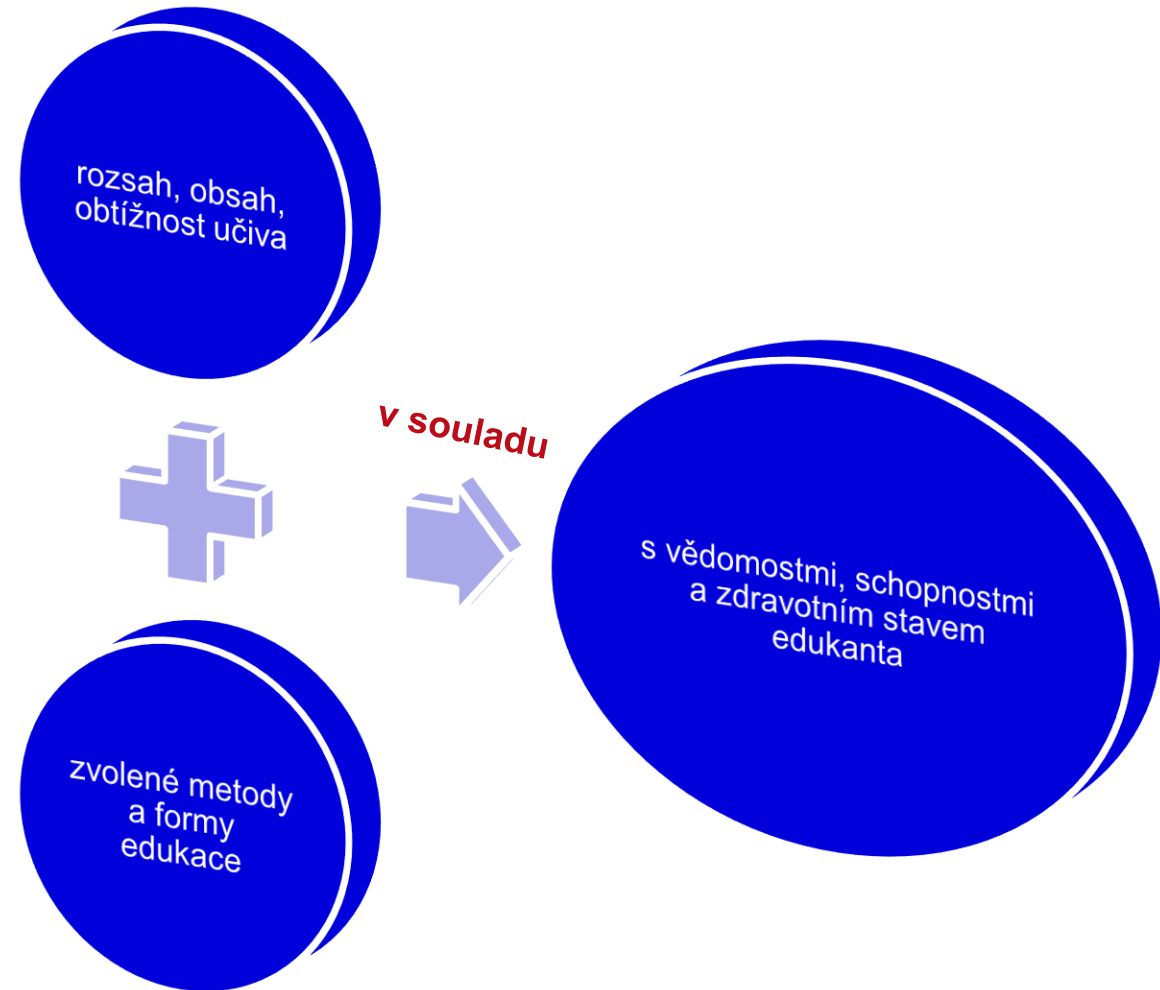 rozsah, obsah,
obtížnost učiva
zvolené metody
a formy
edukace
v souladu
s vědomostmi, schopnostmi
a zdravotním stavem
edukanta